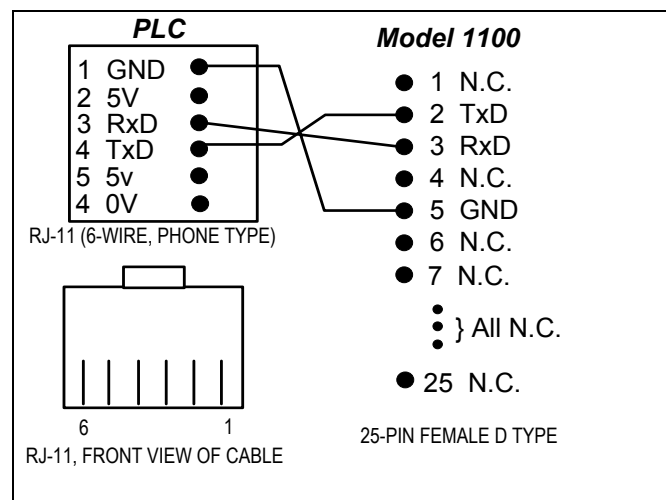 PLC
1 GND
2 5V
3 RxD
4 TxD
5 5v
4 0V
RJ-11 (6-WIRE, PHONE TYPE)
6 1
RJ-11, FRONT VIEW OF CABLE
Model 1100
1 N.C.
2 TxD
3 RxD
4 N.C.
5 GND
6 N.C.
7 N.C.
} All N.C.
25 N.C.
25-PIN FEMALE D TYPE